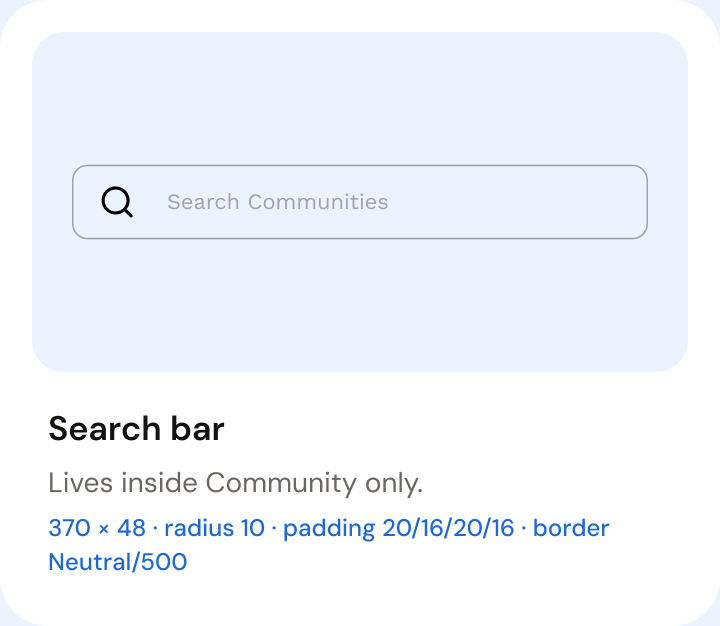 Search Communities
Search bar
Lives inside Community only.
370 × 48 · radius 10 · padding 20/16/20/16 · border
Neutral/500